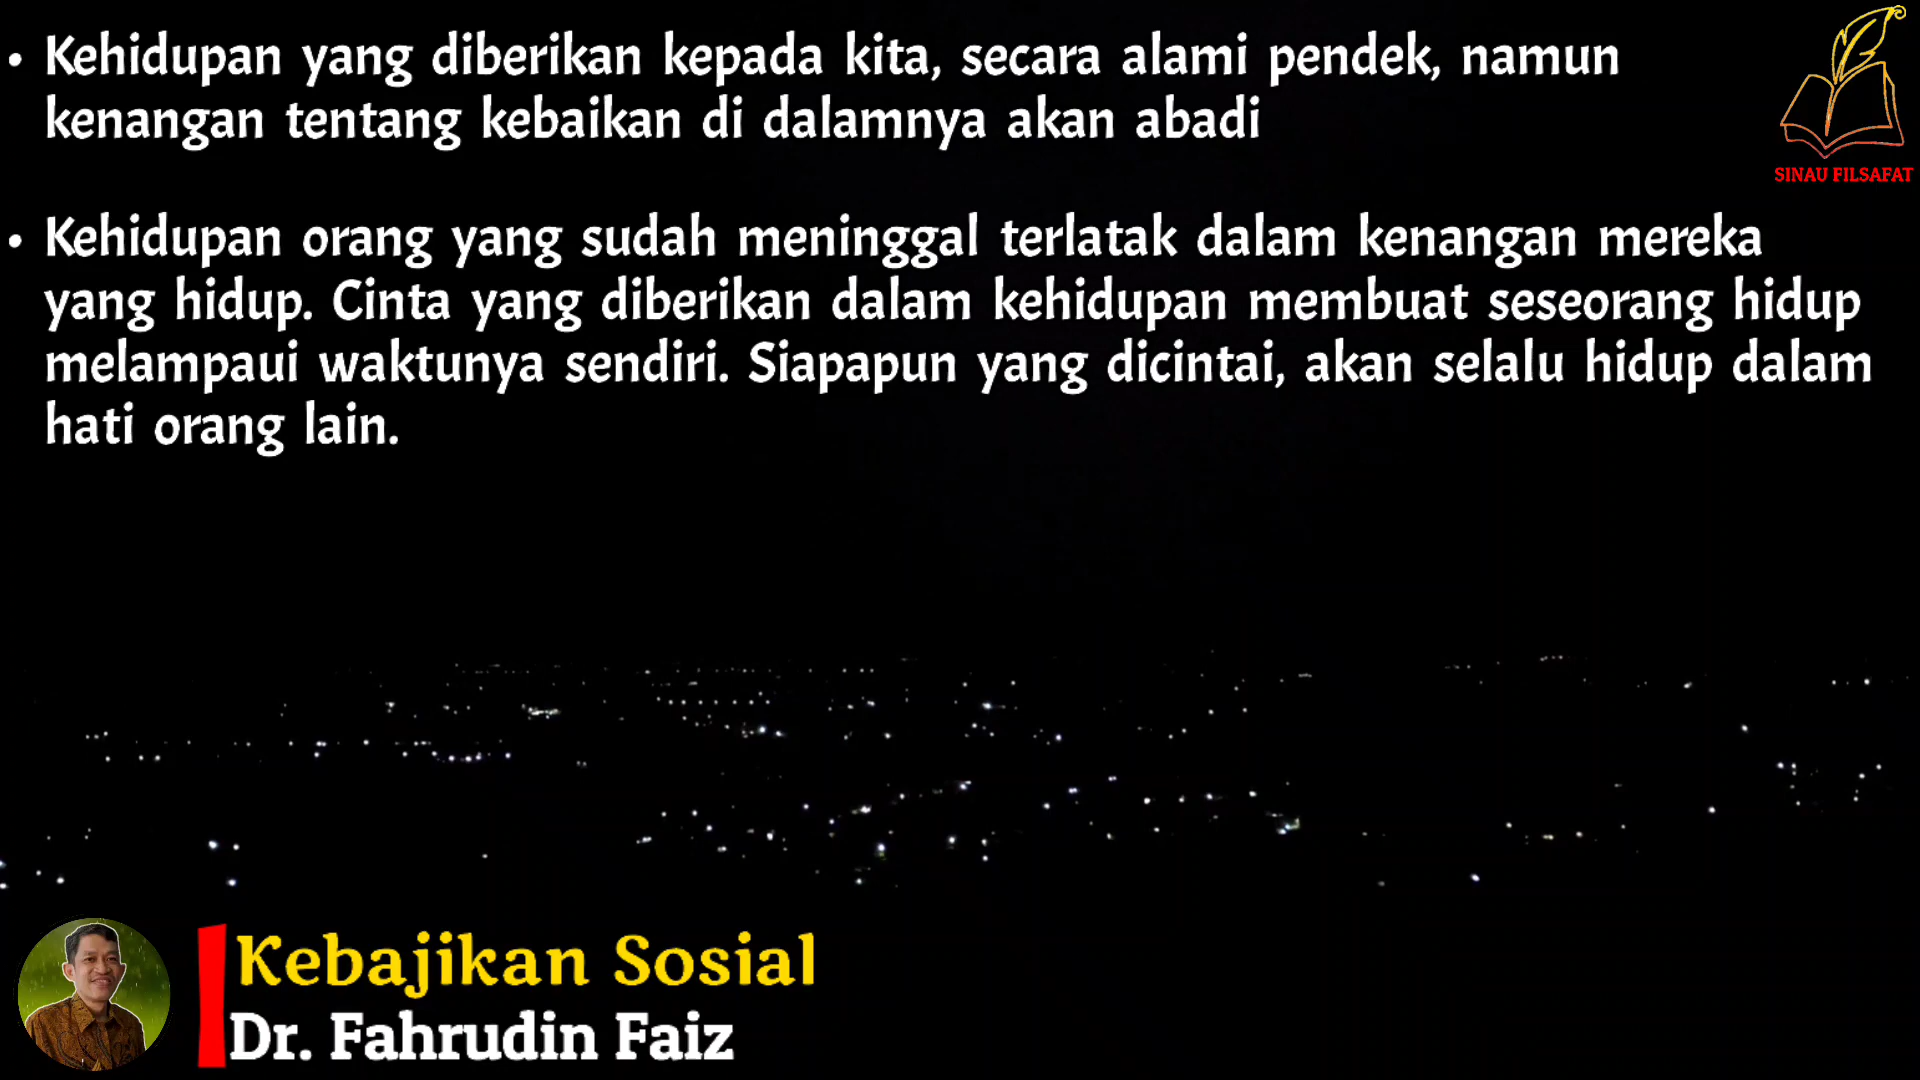 • Kehidupan yang diberikan kepada kita, secara alami pendek, namun
kenangan tentang kebaikan di dalamnya akan abadi
SINAU FILSAFAT
• Kehidupan orang yang sudah meninggal terlatak dalam kenangan mereka
yang hidup. Cinta yang diberikan dalam kehidupan membuat seseorang hidup
melampaui waktunya sendiri. Siapapun yang dicintai, akan selalu hidup dalam
hati orang lain.
Kebajikan Sosial
Dr. Fahrudin Faiz